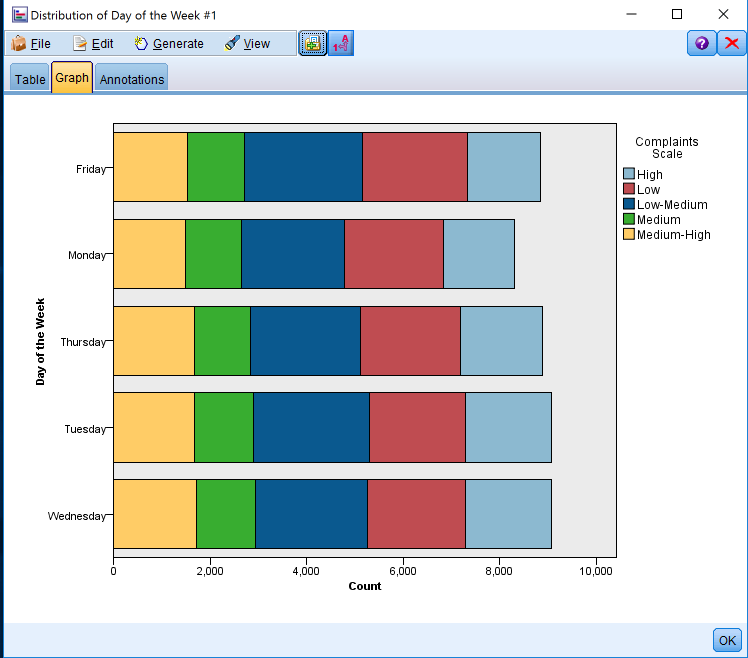 Distribution of Day of the Week #1
File Edit Generate View
A
1
Table Graph Annotations
Complaints
Scale
High
Low
Low-Medium
Medium
Medium-High
Day of the Week
Friday
Monday
Thursday
Tuesday
Wednesday
0 2,000 4,000 6,000 8,000 10,000
Count
OK